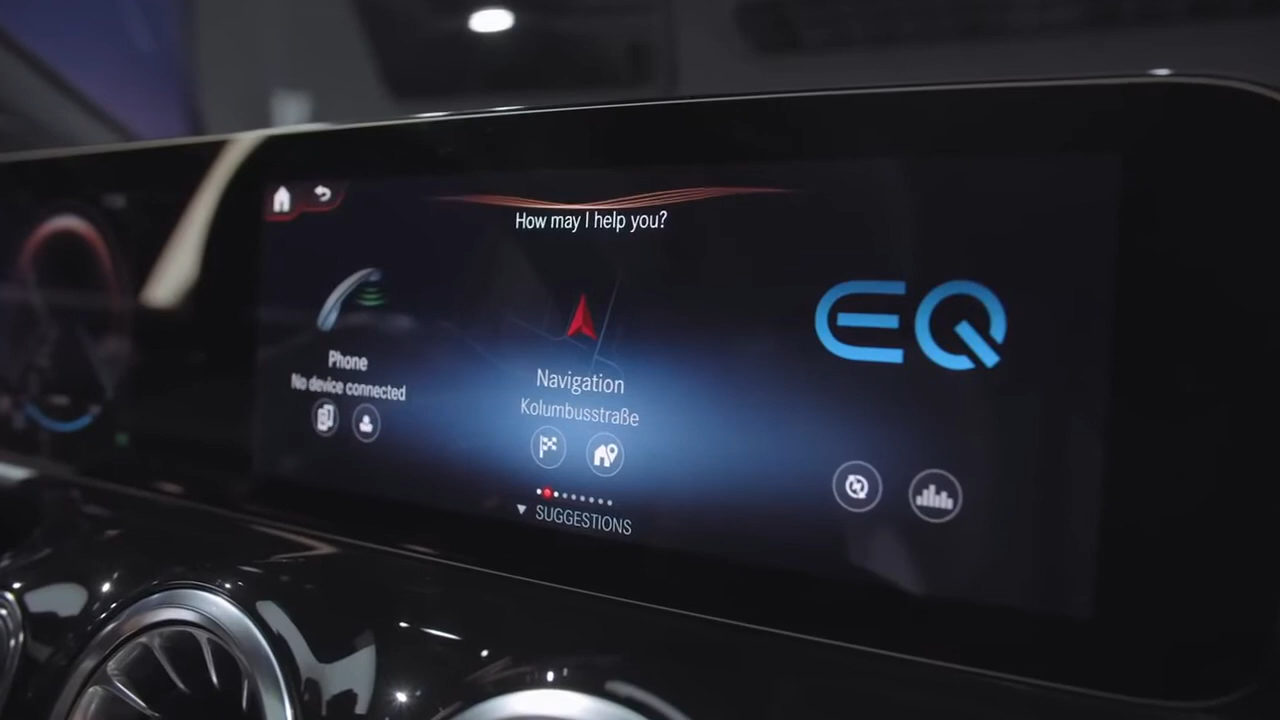 How may I help you?
Phone
No device connected
Navigation
Kolumbusstraße
EQ
SUGGESTIONS